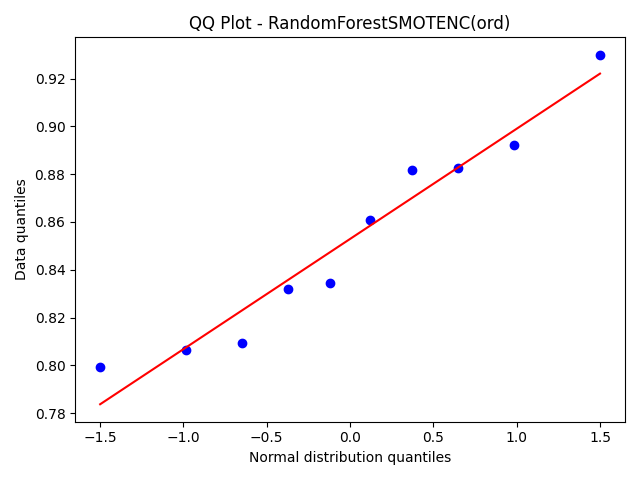 QQ Plot - RandomForestSMOTENC(ord)
Data quantiles
0.92
0.90
0.88
0.86
0.84
0.82
0.80
0.78
−1.5 −1.0 −0.5 0.0 0.5 1.0 1.5
Normal distribution quantiles